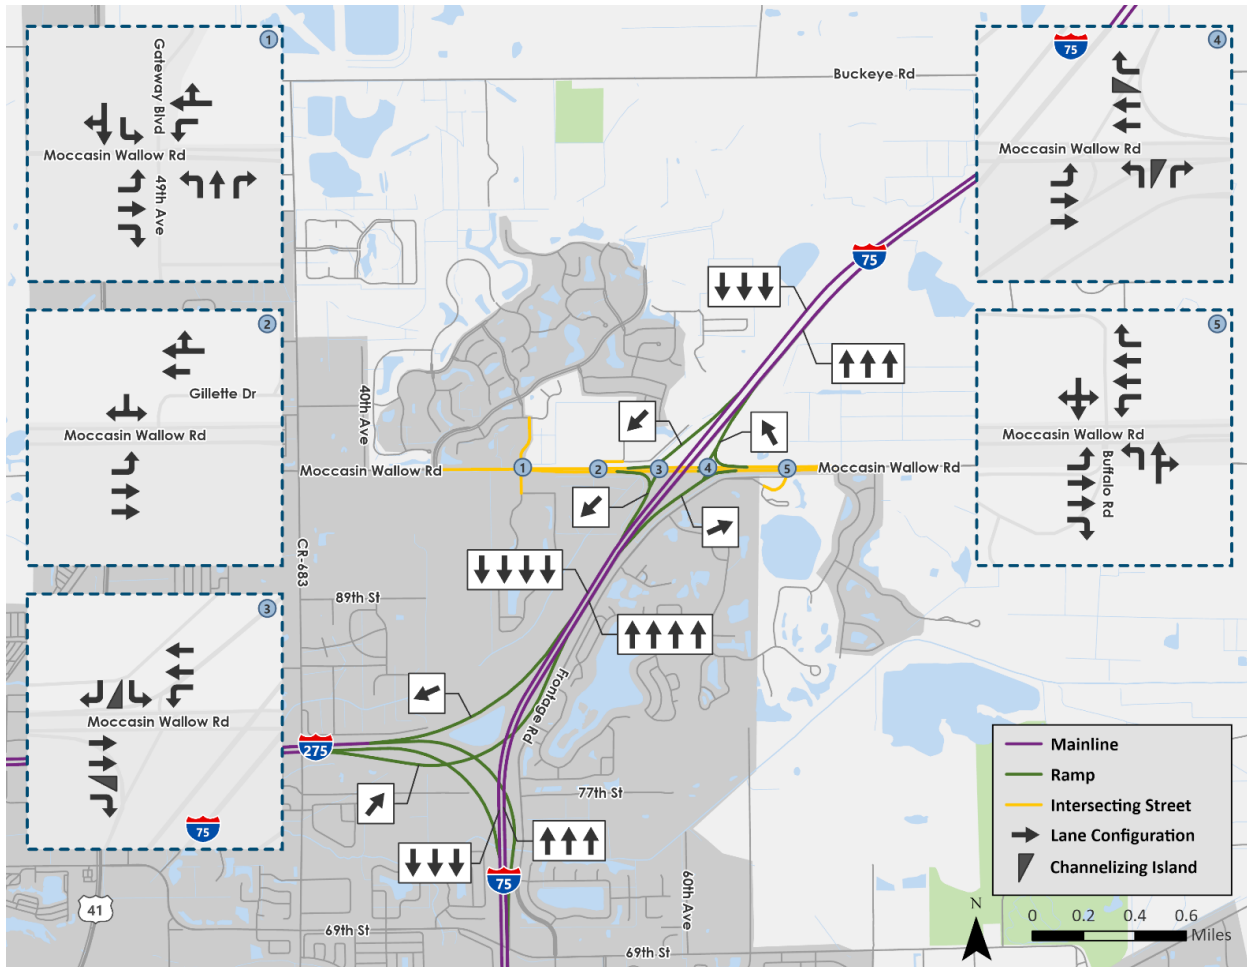 1
Gateway Blvd
Moccasin Wallow Rd
49th Ave
2
Gillette Dr
Moccasin Wallow Rd
3
Moccasin Wallow Rd
75
4
75
Moccasin Wallow Rd
5
Moccasin Wallow Rd
Buffalo Rd
Buckeye Rd
75
40th Ave
Moccasin Wallow Rd
1
2
3
4
5
Moccasin Wallow Rd
CR-683
89th St
Frontage Rd
275
77th St
75
41
60th Ave
69th St
69th St
Mainline
Ramp
Intersecting Street
Lane Configuration
Channelizing Island
N
0 0.2 0.4 0.6
Miles